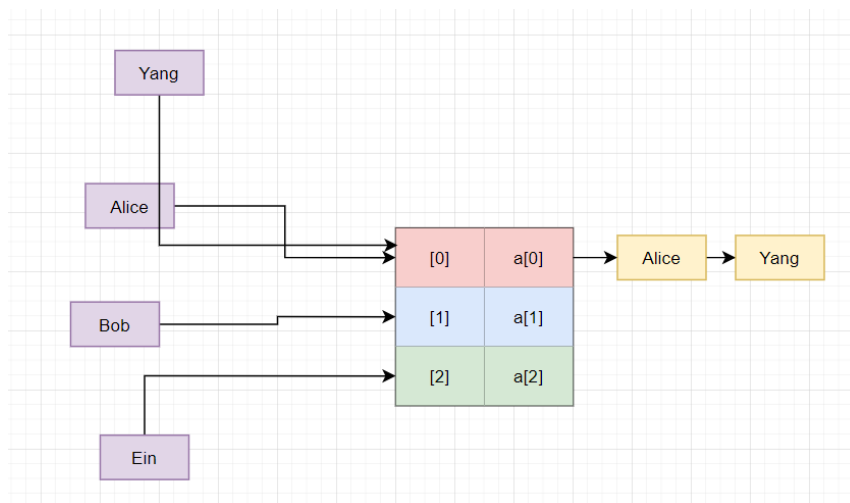 Yang
Alice
[0] a[0] Alice Yang
Bob
[1] a[1]
[2] a[2]
Ein